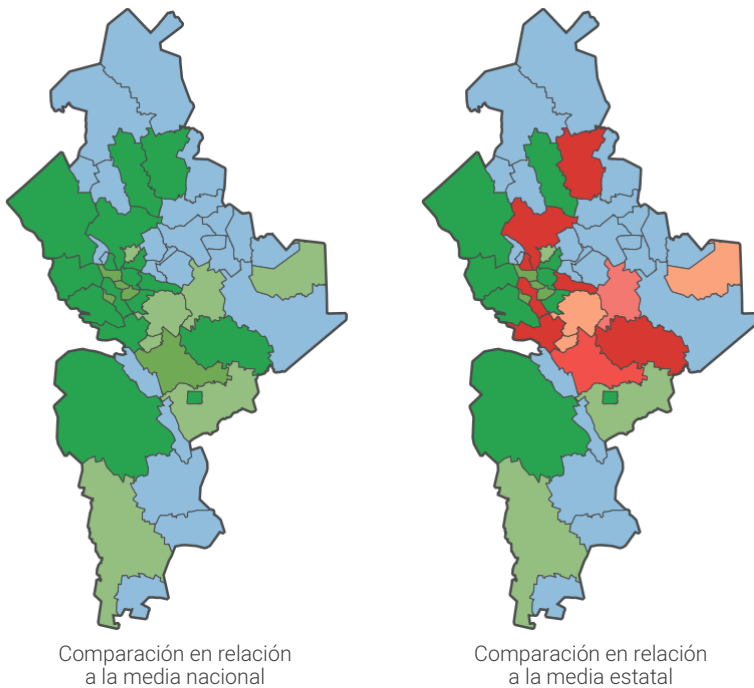 Comparación en relación
a la media nacional
Comparación en relación
a la media estatal